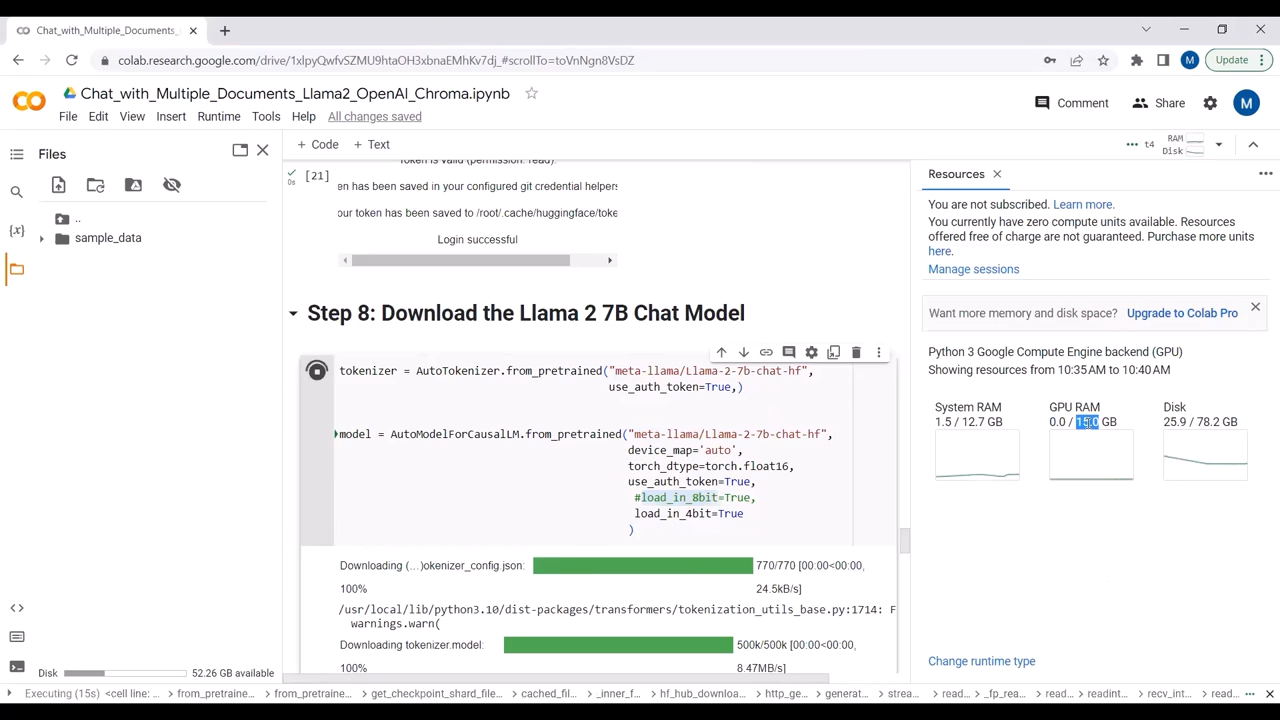 Chat_with_Multiple_Documents_
colab.research.google.com/drive/1xlpyQwfvSZMU9htaOH3xbnaEMhKv7dj_#scrollTo=toVnNgn8VsDZ
M
Update
Chat_with_Multiple_Documents_Llama2_OpenAI_Chroma.ipynb
Comment
Share
M
File Edit View Insert Runtime Tools Help All changes saved
Files
+ Code + Text
t4
RAM
Disk
..
sample_data
{x}
[21]
0s
Token is valid (permission: read).
en has been saved in your configured git credential helpers
our token has been saved to /root/.cache/huggingface/toke
Login successful
Step 8: Download the Llama 2 7B Chat Model
tokenizer = AutoTokenizer.from_pretrained("meta-llama/Llama-2-7b-chat-hf",
use_auth_token=True,)
model = AutoModelForCausalLM.from_pretrained("meta-llama/Llama-2-7b-chat-hf",
device_map='auto',
torch_dtype=torch.float16,
use_auth_token=True,
#load_in_8bit=True,
load_in_4bit=True
)
Downloading (…)okenizer_config.json:
100%
770/770 [00:00<00:00,
24.5kB/s]
/usr/local/lib/python3.10/dist-packages/transformers/tokenization_utils_base.py:1714: F
warnings.warn(
Downloading tokenizer.model:
100%
500k/500k [00:00<00:00,
8.47MB/s]
Resources
You are not subscribed. Learn more.
You currently have zero compute units available. Resources
offered free of charge are not guaranteed. Purchase more units
here.
Manage sessions
Want more memory and disk space? Upgrade to Colab Pro
Python 3 Google Compute Engine backend (GPU)
Showing resources from 10:35 AM to 10:40 AM
System RAM
1.5 / 12.7 GB
GPU RAM
0.0 / 15.0 GB
Disk
25.9 / 78.2 GB
Change runtime type
Disk
52.26 GB available
Executing (15s) <cell line: … > from_pretraine… > from_pretraine… > get_checkpoint_shard_file… > cached_fil… > _inner_f… > hf_hub_downloa… > http_ge… > generat… > strea… > read… > _fp_rea… > rea… > readint… > recv_int… > rea…